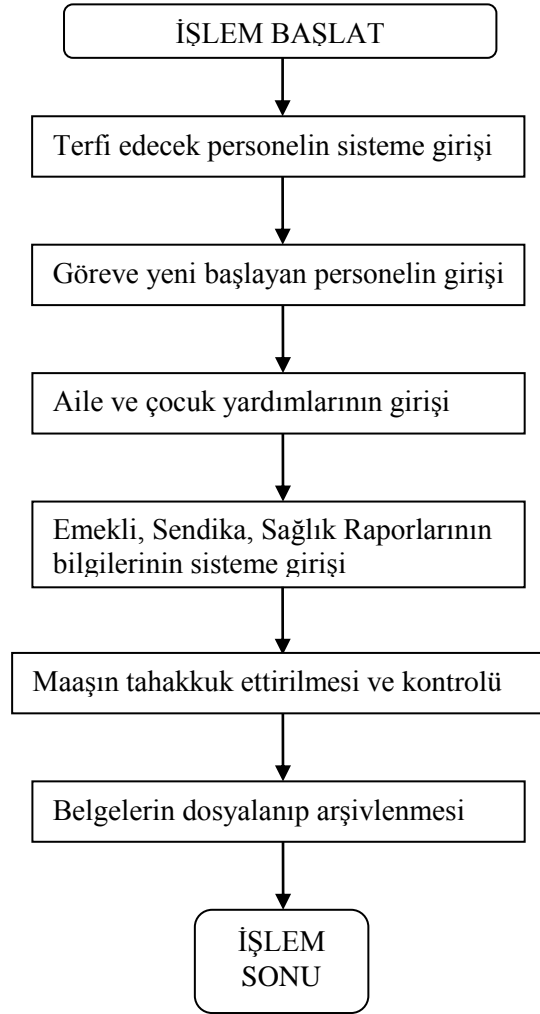 İŞLEM BAŞLAT
Terfi edecek personelin sisteme girişi
Göreve yeni başlayan personelin girişi
Aile ve çocuk yardımlarının girişi
Emekli, Sendika, Sağlık Raporlarının
bilgilerinin sisteme girişi
Maaşın tahakkuk ettirilmesi ve kontrolü
Belgelerin dosyalanıp arşivlenmesi
İŞLEM
SONU